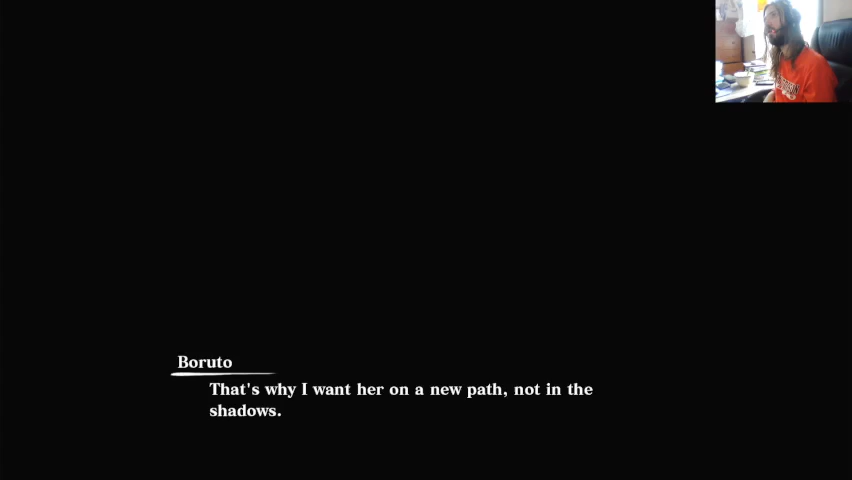 Boruto
That's why I want her on a new path, not in the
shadows.